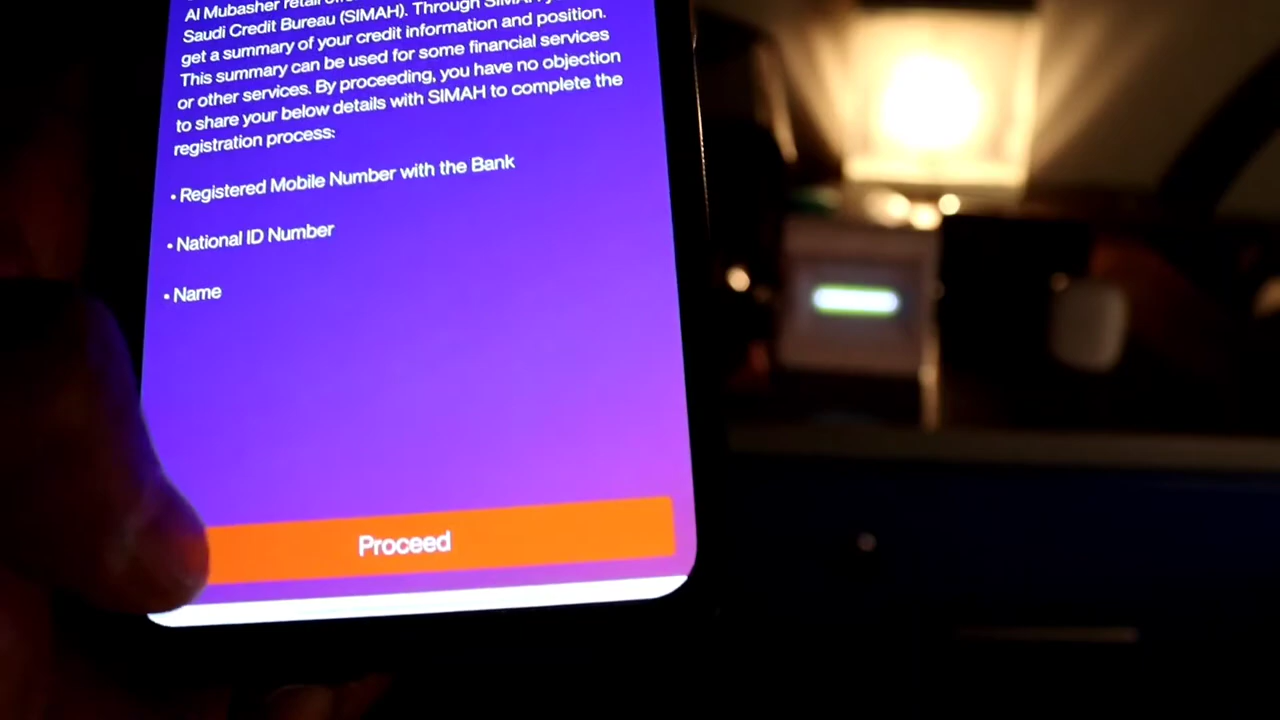 Al Mubasher retail
Saudi Credit Bureau (SIMAH). Through
get a summary of your credit information and position.
This summary can be used for some financial services
or other services. By proceeding, you have no objection
to share your below details with SIMAH to complete the
registration process:
• Registered Mobile Number with the Bank
• National ID Number
• Name
Proceed